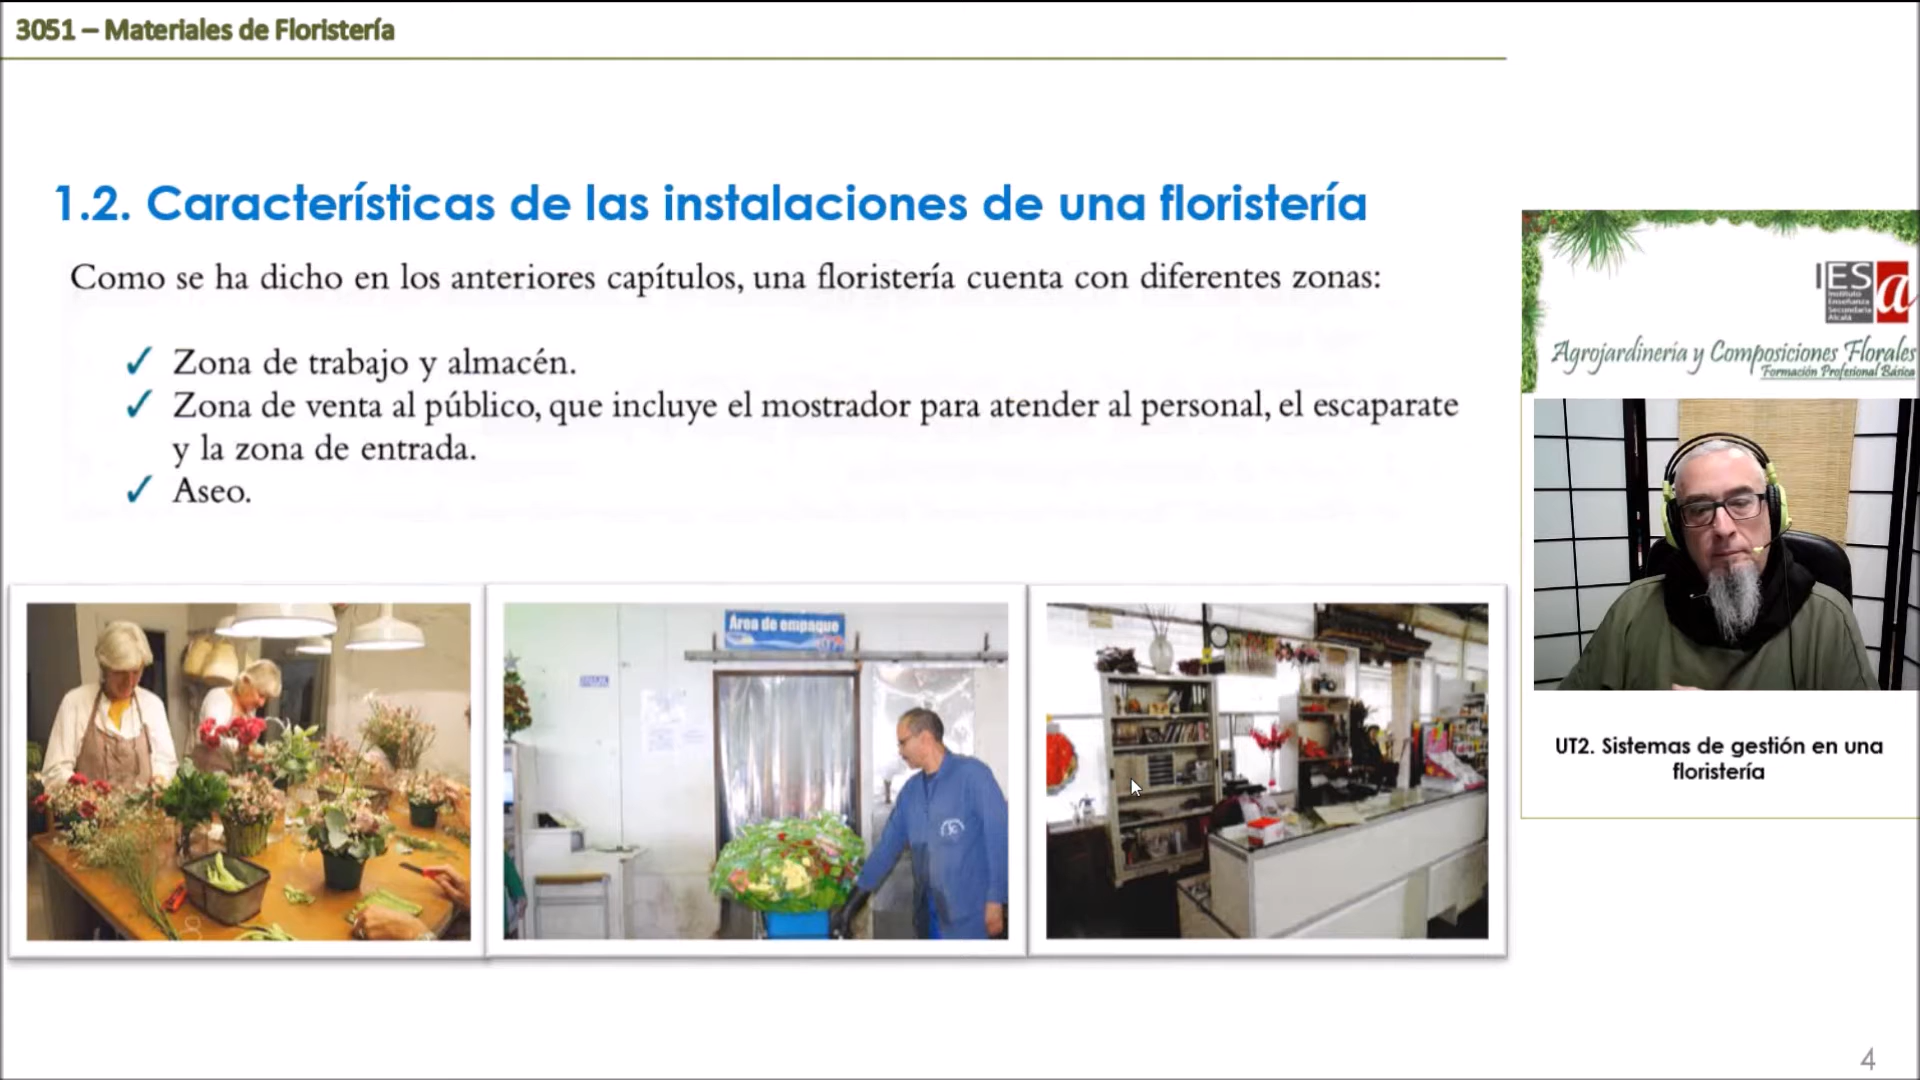 3051 – Materiales de Floristería
1.2. Características de las instalaciones de una floristería
Como se ha dicho en los anteriores capítulos, una floristería cuenta con diferentes zonas:
✓ Zona de trabajo y almacén.
✓ Zona de venta al público, que incluye el mostrador para atender al personal, el escaparate
y la zona de entrada.
✓ Aseo.
Área de empaque
IES a
Instituto
Enseñanza
Secundaria
Alcalá
Agrojardinería y Composiciones Florales
Formación Profesional Básica
UT2. Sistemas de gestión en una
floristería
4